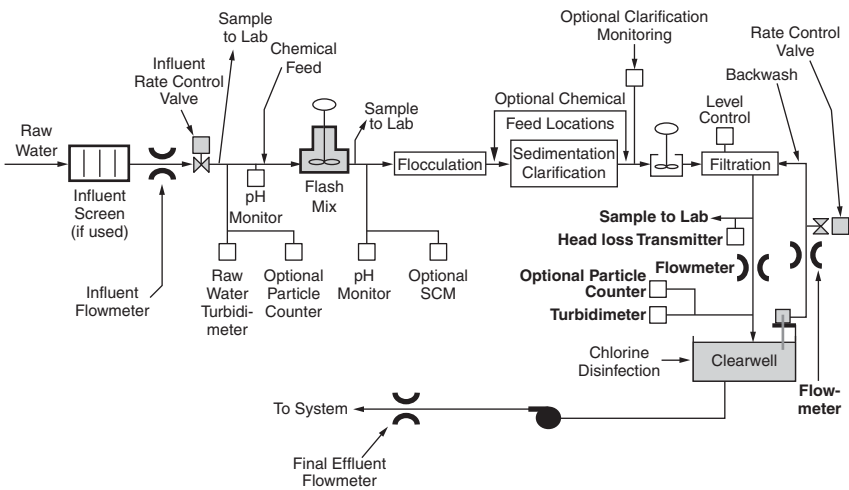 Sample
to Lab
Chemical
Feed
Influent
Rate Control
Valve
Raw
Water
Influent
Screen
(if used)
Influent
Flowmeter
pH
Monitor
Flash
Mix
Sample
to Lab
Raw
Water
Turbidi-
meter
Optional
Particle
Counter
pH
Monitor
Optional
SCM
Flocculation
Optional Chemical
Feed Locations
Sedimentation
Clarification
Optional Clarification
Monitoring
Level
Control
Filtration
Backwash
Rate Control
Valve
Sample to Lab
Head loss Transmitter
Flowmeter
Optional Particle
Counter
Turbidimeter
Chlorine
Disinfection
Clearwell
Flow-
meter
To System
Final Effluent
Flowmeter